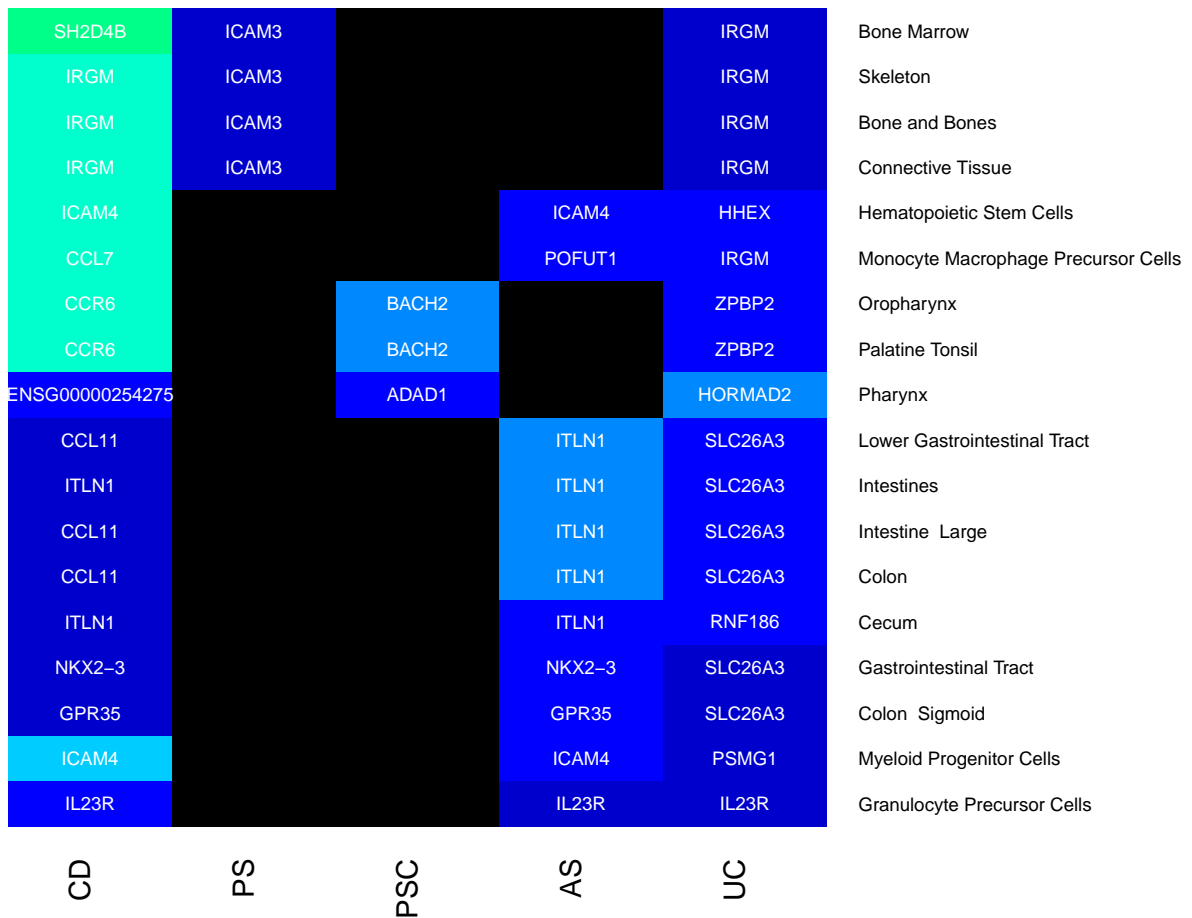 SH2D4B ICAM3 IRGM Bone Marrow
IRGM ICAM3 IRGM Skeleton
IRGM ICAM3 IRGM Bone and Bones
IRGM ICAM3 IRGM Connective Tissue
ICAM4 ICAM4 HHEX Hematopoietic Stem Cells
CCL7 POFUT1 IRGM Monocyte Macrophage Precursor Cells
CCR6 BACH2 ZPBP2 Oropharynx
CCR6 BACH2 ZPBP2 Palatine Tonsil
ENSG00000254275 ADAD1 HORMAD2 Pharynx
CCL11 ITLN1 SLC26A3 Lower Gastrointestinal Tract
ITLN1 ITLN1 SLC26A3 Intestines
CCL11 ITLN1 SLC26A3 Intestine Large
CCL11 ITLN1 SLC26A3 Colon
ITLN1 ITLN1 RNF186 Cecum
NKX2−3 NKX2−3 SLC26A3 Gastrointestinal Tract
GPR35 GPR35 SLC26A3 Colon Sigmoid
ICAM4 ICAM4 PSMG1 Myeloid Progenitor Cells
IL23R IL23R IL23R Granulocyte Precursor Cells
CD PS PSC AS UC